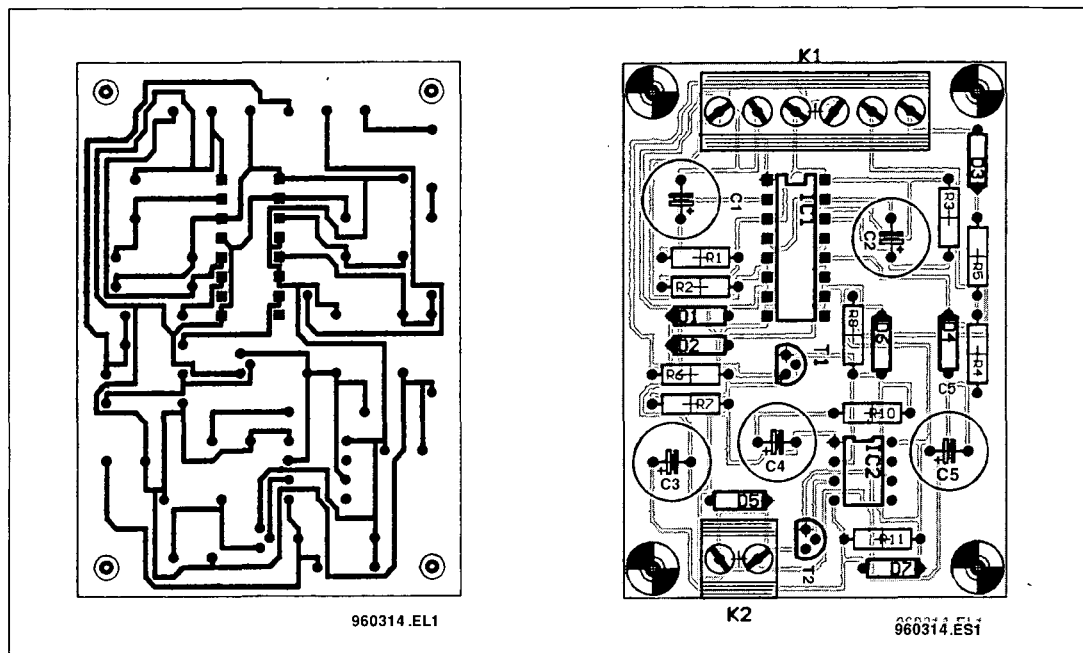 960314.EL1
K1
C1
IC1
C2
R3
D3
R1
R2
R5
D1
D2
R8
D6
D4
T1
R6
C5
R4
R7
R10
C3
C4
IC2
C5
D5
R11
T2
D7
K2
960314.ES1